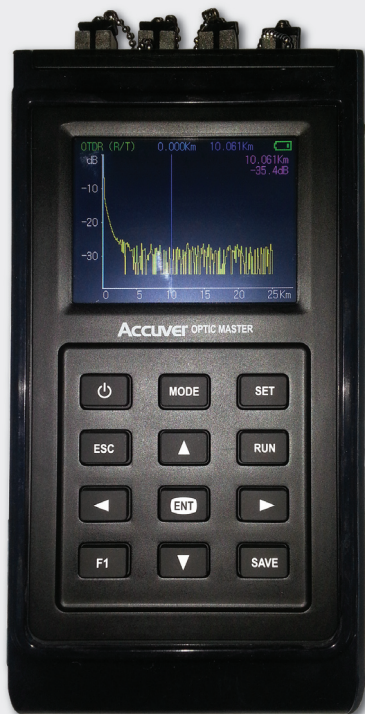 OTDR (R/T) 0.000Km 10.061Km
dB 10.061Km
-35.4dB
-10
-20
-30
0 5 10 15 20 25Km
Accuver OPTIC MASTER
MODE SET
ESC RUN
ENT
F1 SAVE